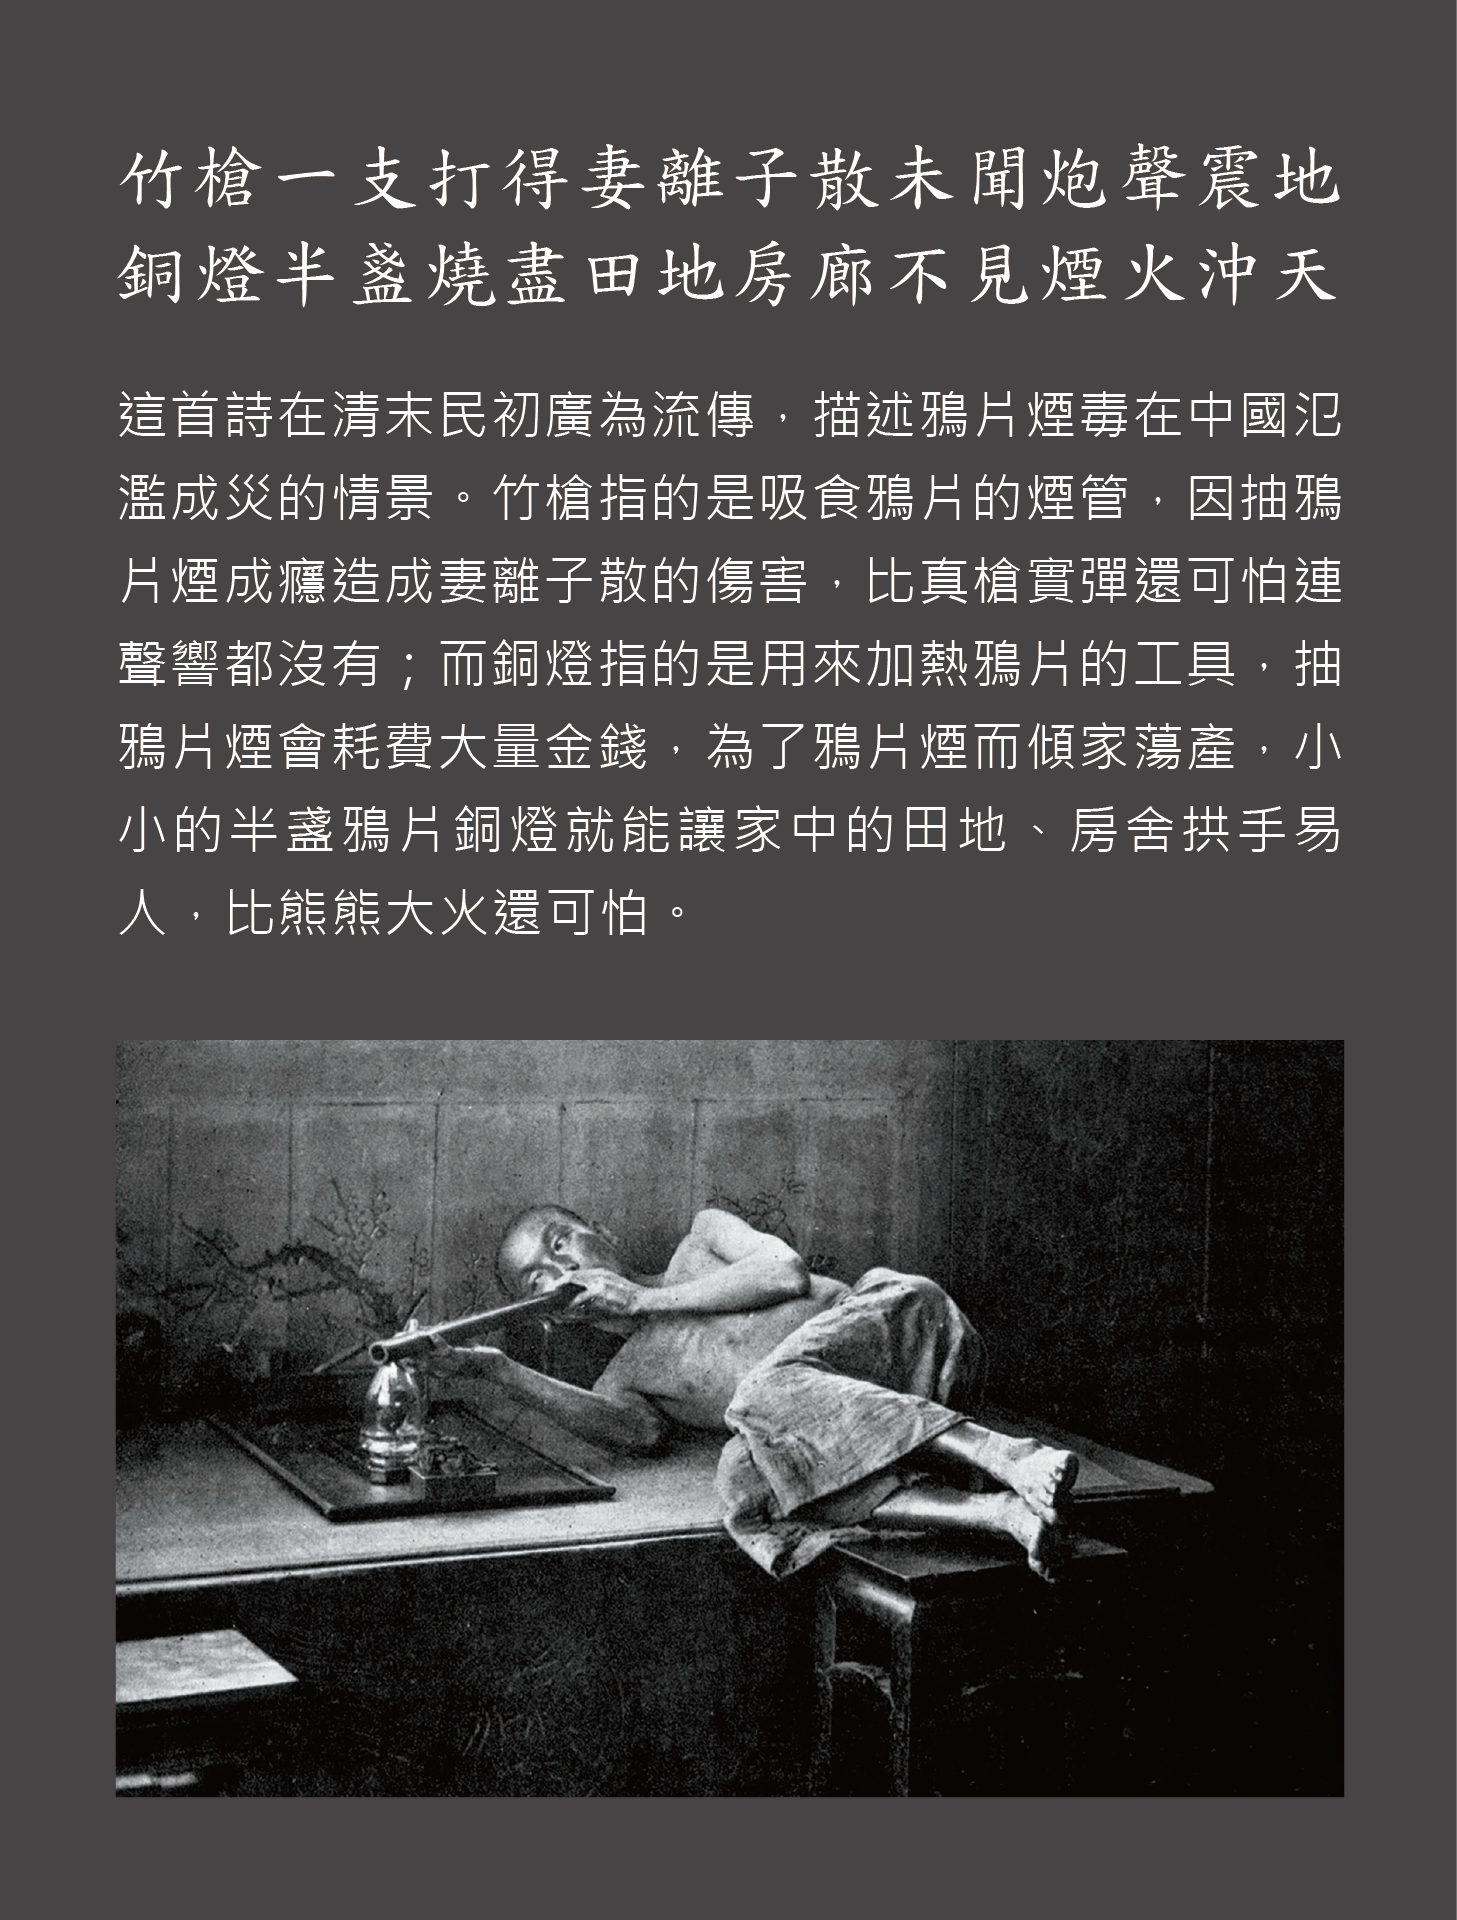 竹槍一支打得妻離子散未聞炮聲震地
銅燈半盞燒盡田地房廊不見煙火沖天
這首詩在清末民初廣為流傳，描述鴉片煙毒在中國氾
濫成災的情景。竹槍指的是吸食鴉片的煙管，因抽鴉
片煙成癮造成妻離子散的傷害，比真槍實彈還可怕連
聲響都沒有；而銅燈指的是用來加熱鴉片的工具，抽
鴉片煙會耗費大量金錢，為了鴉片煙而傾家蕩產，小
小的半盞鴉片銅燈就能讓家中的田地、房舍拱手易
人，比熊熊大火還可怕。